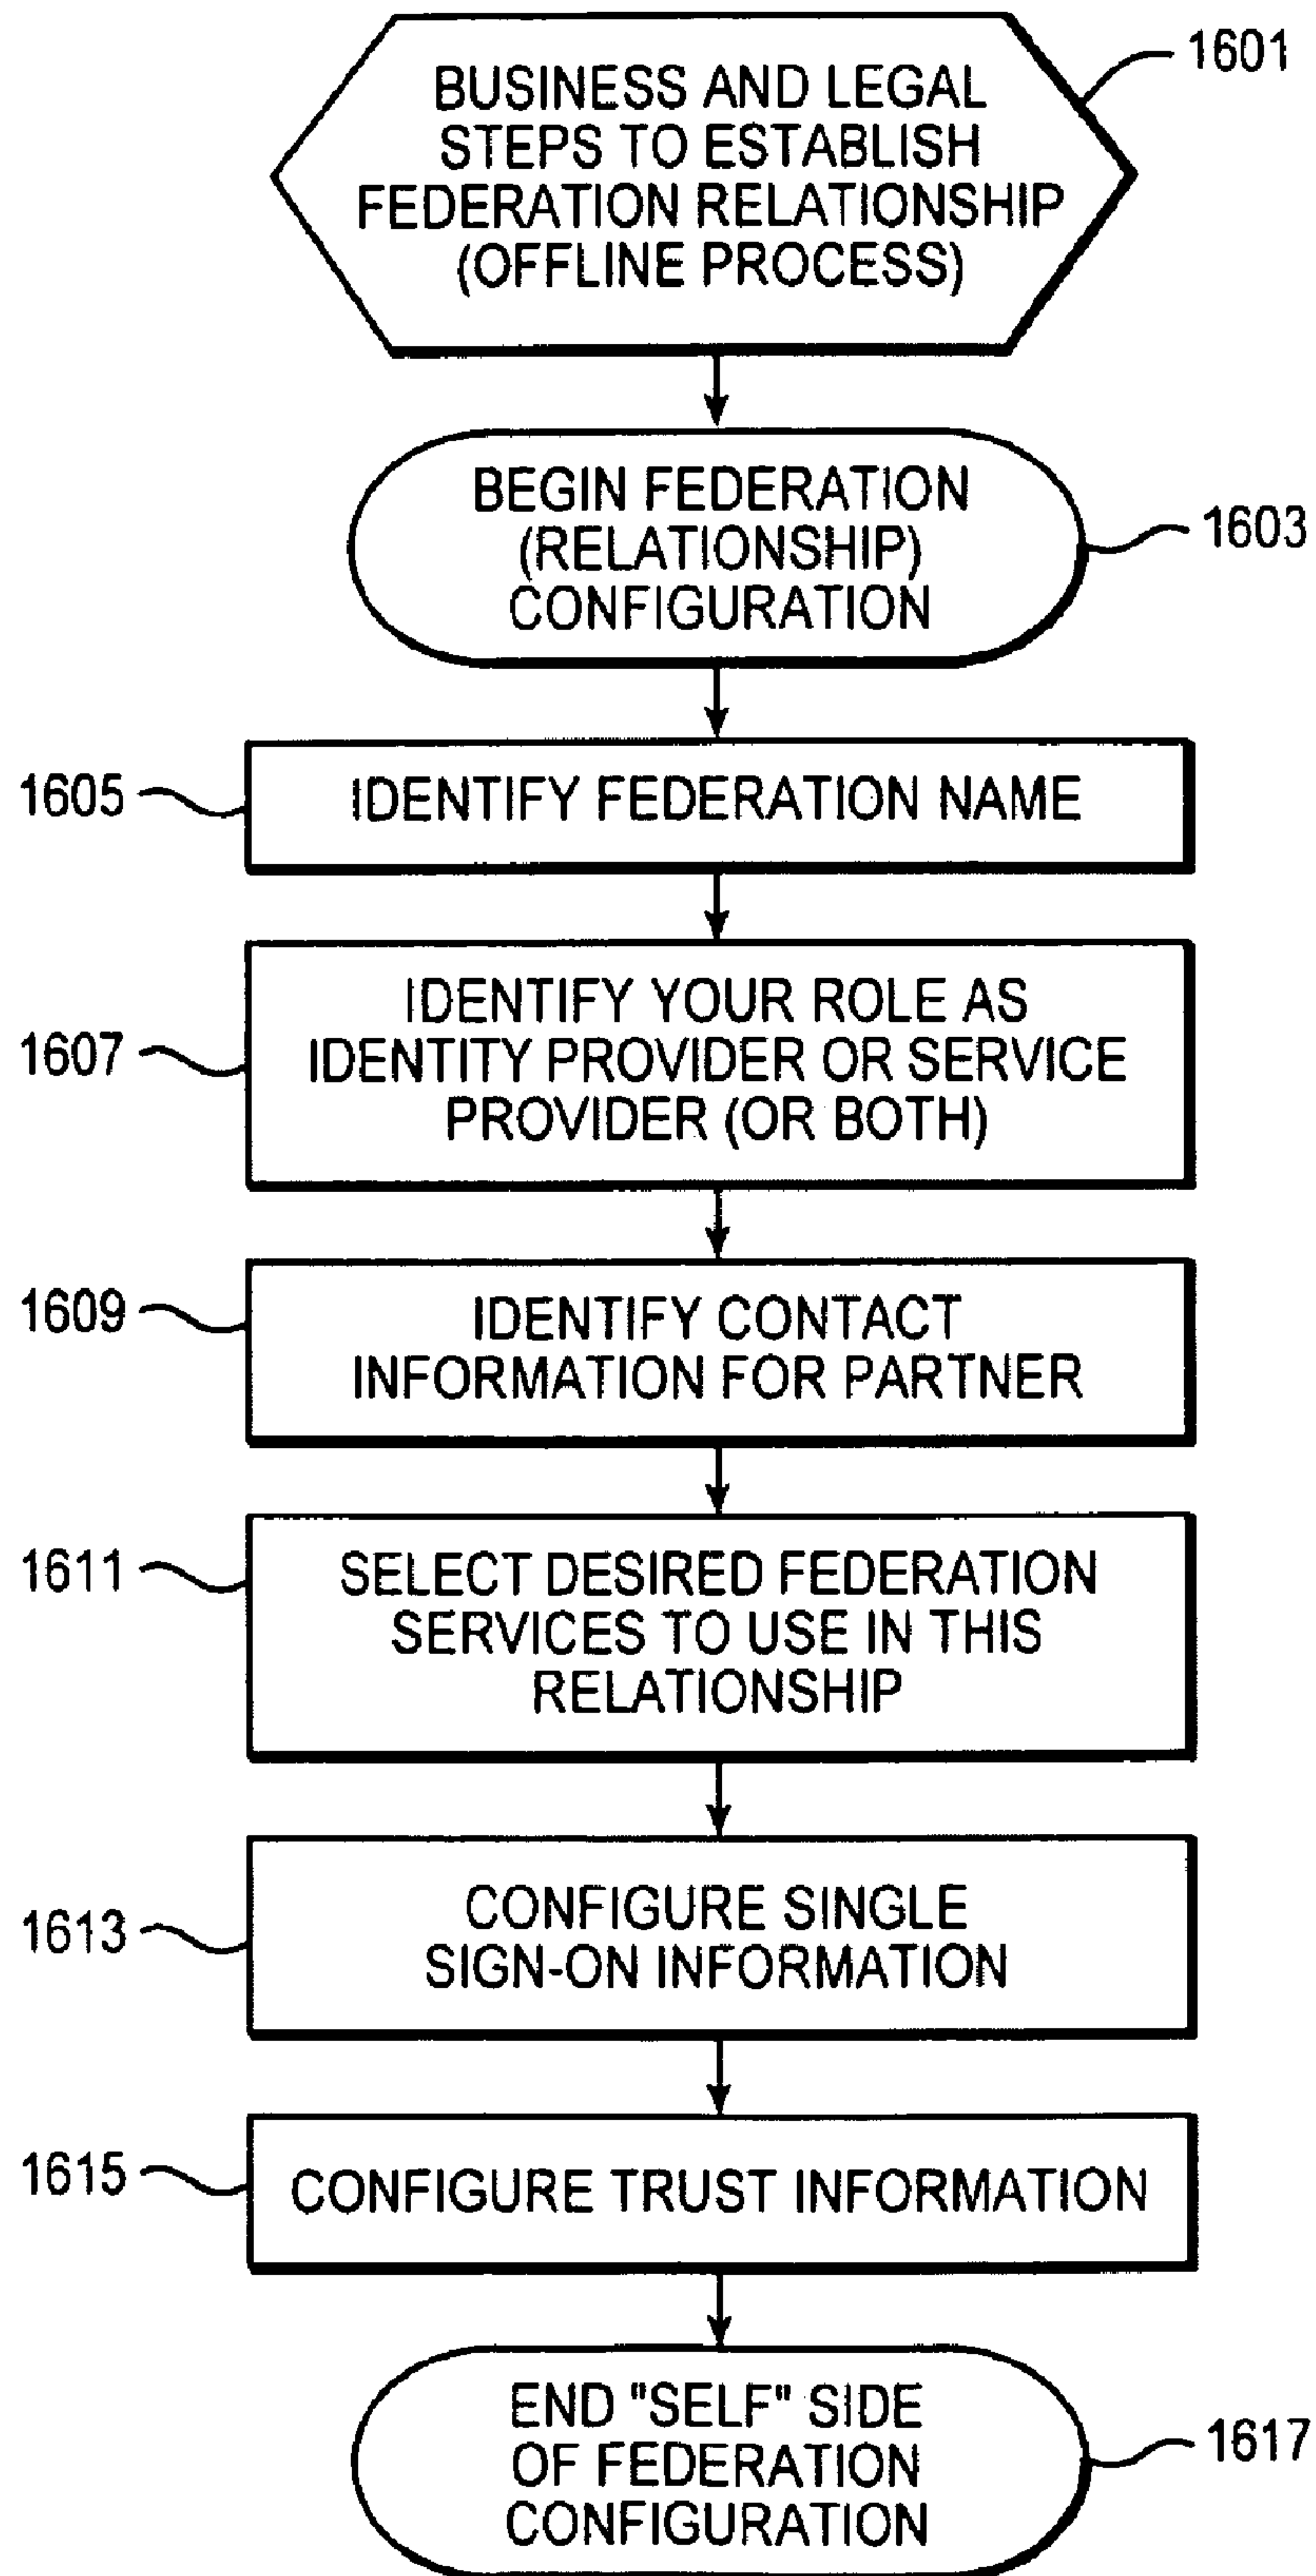 BUSINESS AND LEGAL
STEPS TO ESTABLISH
FEDERATION RELATIONSHIP
(OFFLINE PROCESS)
1601
BEGIN FEDERATION
(RELATIONSHIP)
CONFIGURATION
1603
1605
IDENTIFY FEDERATION NAME
1607
IDENTIFY YOUR ROLE AS
IDENTITY PROVIDER OR SERVICE
PROVIDER (OR BOTH)
1609
IDENTIFY CONTACT
INFORMATION FOR PARTNER
1611
SELECT DESIRED FEDERATION
SERVICES TO USE IN THIS
RELATIONSHIP
1613
CONFIGURE SINGLE
SIGN-ON INFORMATION
1615
CONFIGURE TRUST INFORMATION
END "SELF" SIDE
OF FEDERATION
CONFIGURATION
1617